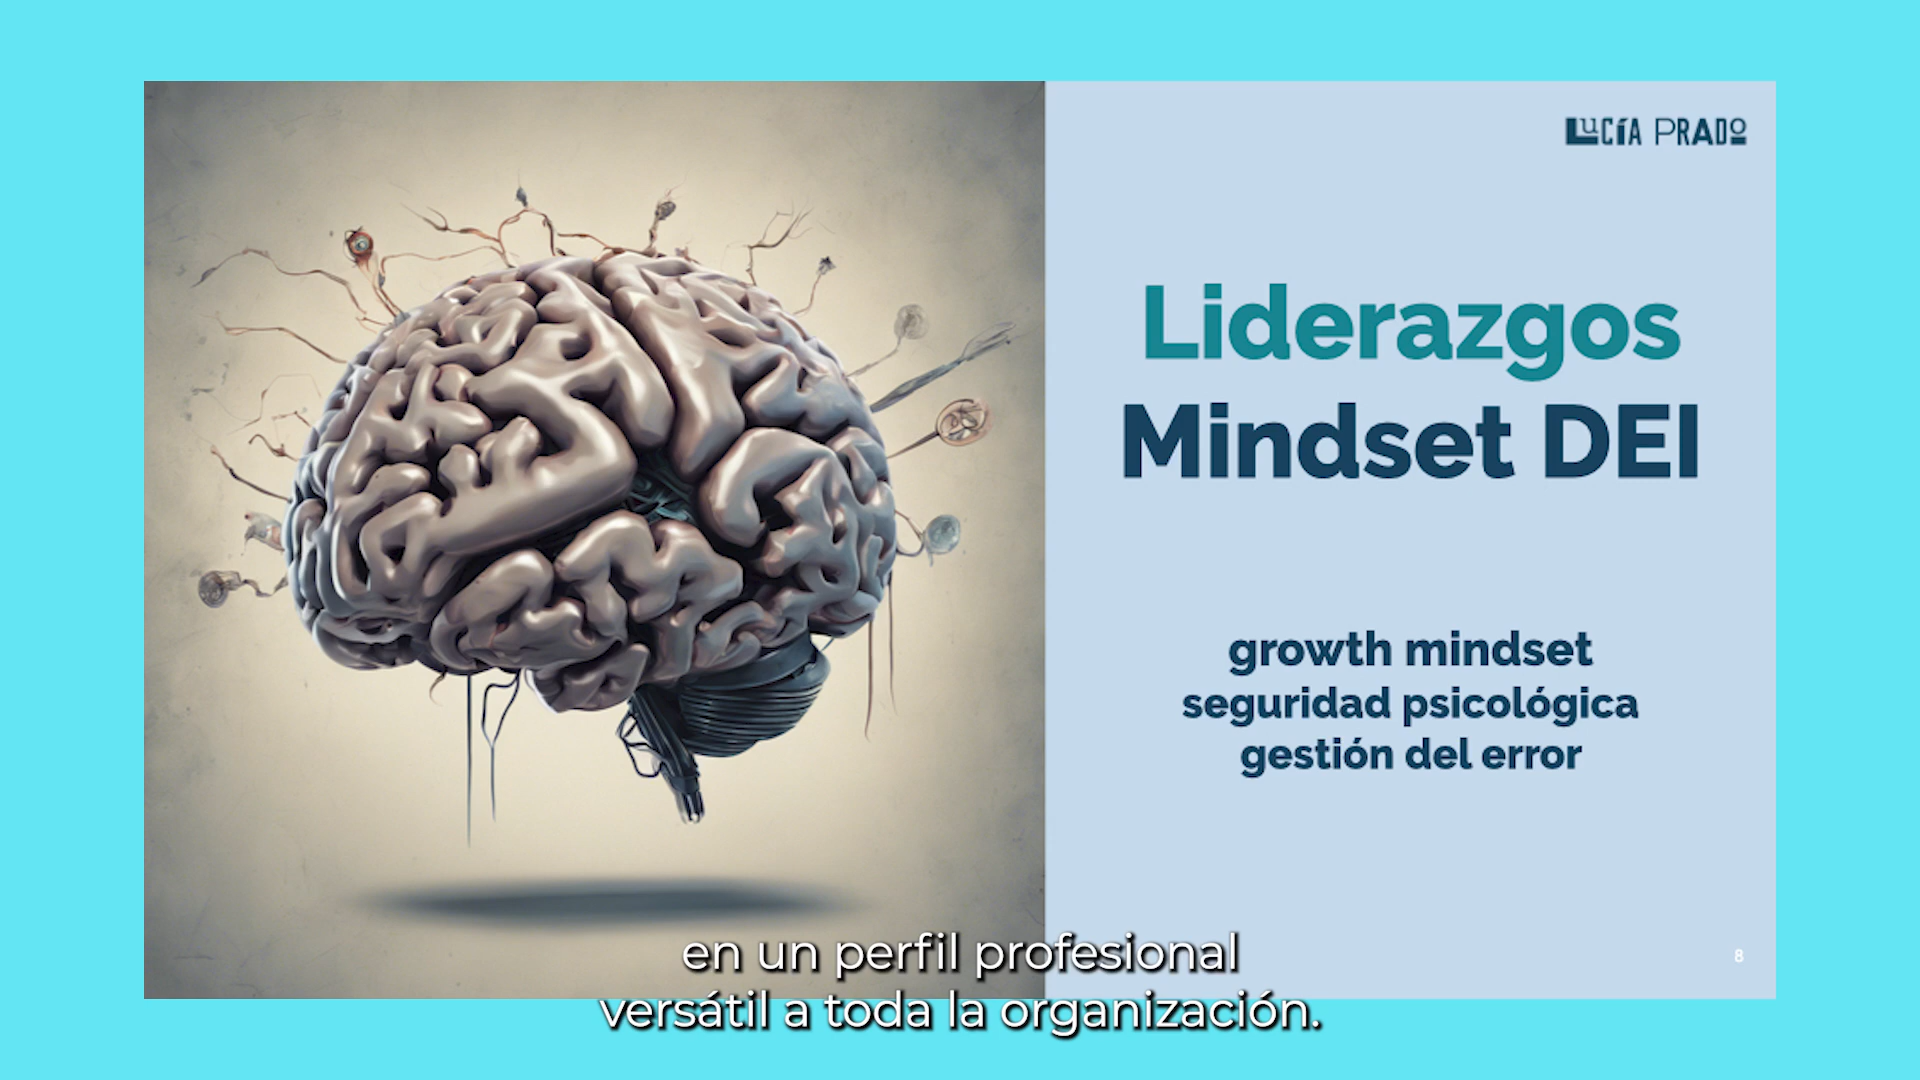 LUCÍA PRADO
Liderazgos
Mindset DEI
growth mindset
seguridad psicológica
gestión del error
8
en un perfil profesional
versátil a toda la organización.